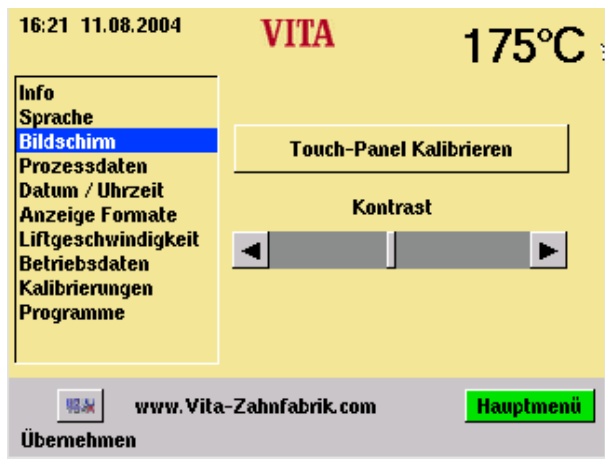 16:21 11.08.2004
VITA
175°C
Info
Sprache
Bildschirm
Prozessdaten
Datum / Uhrzeit
Anzeige Formate
Liftgeschwindigkeit
Betriebsdaten
Kalibrierungen
Programme
Touch-Panel Kalibrieren
Kontrast
www.Vita-Zahnfabrik.com
Hauptmenü
Übernehmen